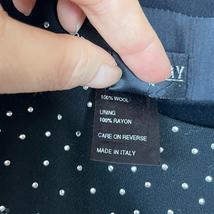 100% WOOL
LINING
100% RAYON
CARE ON REVERSE
MADE IN ITALY